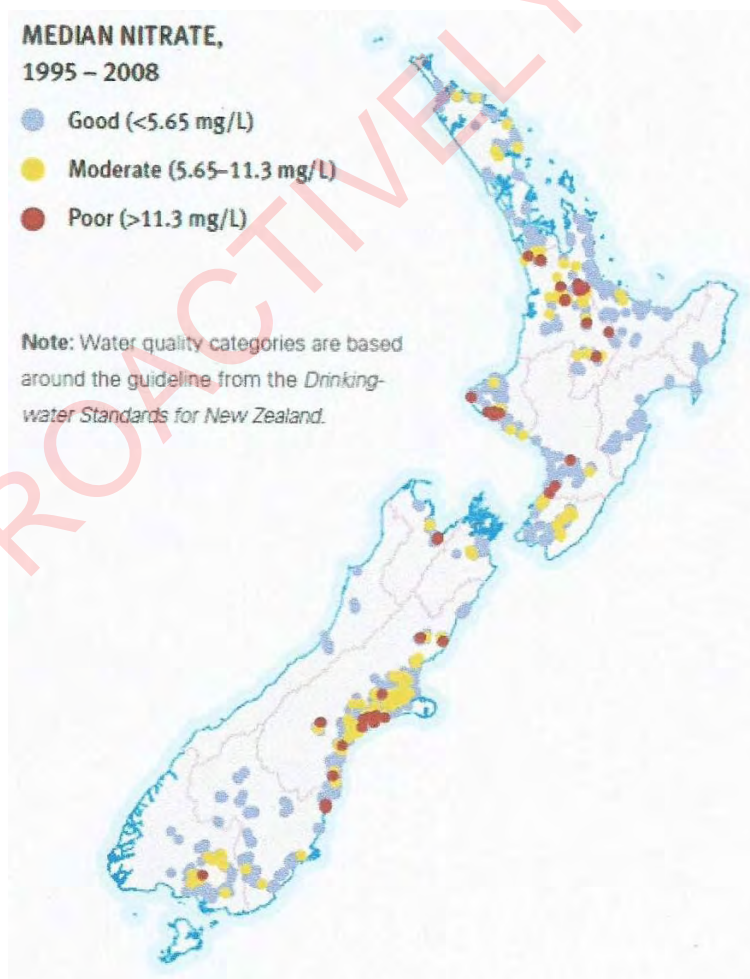 MEDIAN NITRATE,
1995 – 2008
Good (<5.65 mg/L)
Moderate (5.65–11.3 mg/L)
Poor (>11.3 mg/L)
Note: Water quality categories are based
around the guideline from the Drinking-
water Standards for New Zealand.
ROACTIVELY